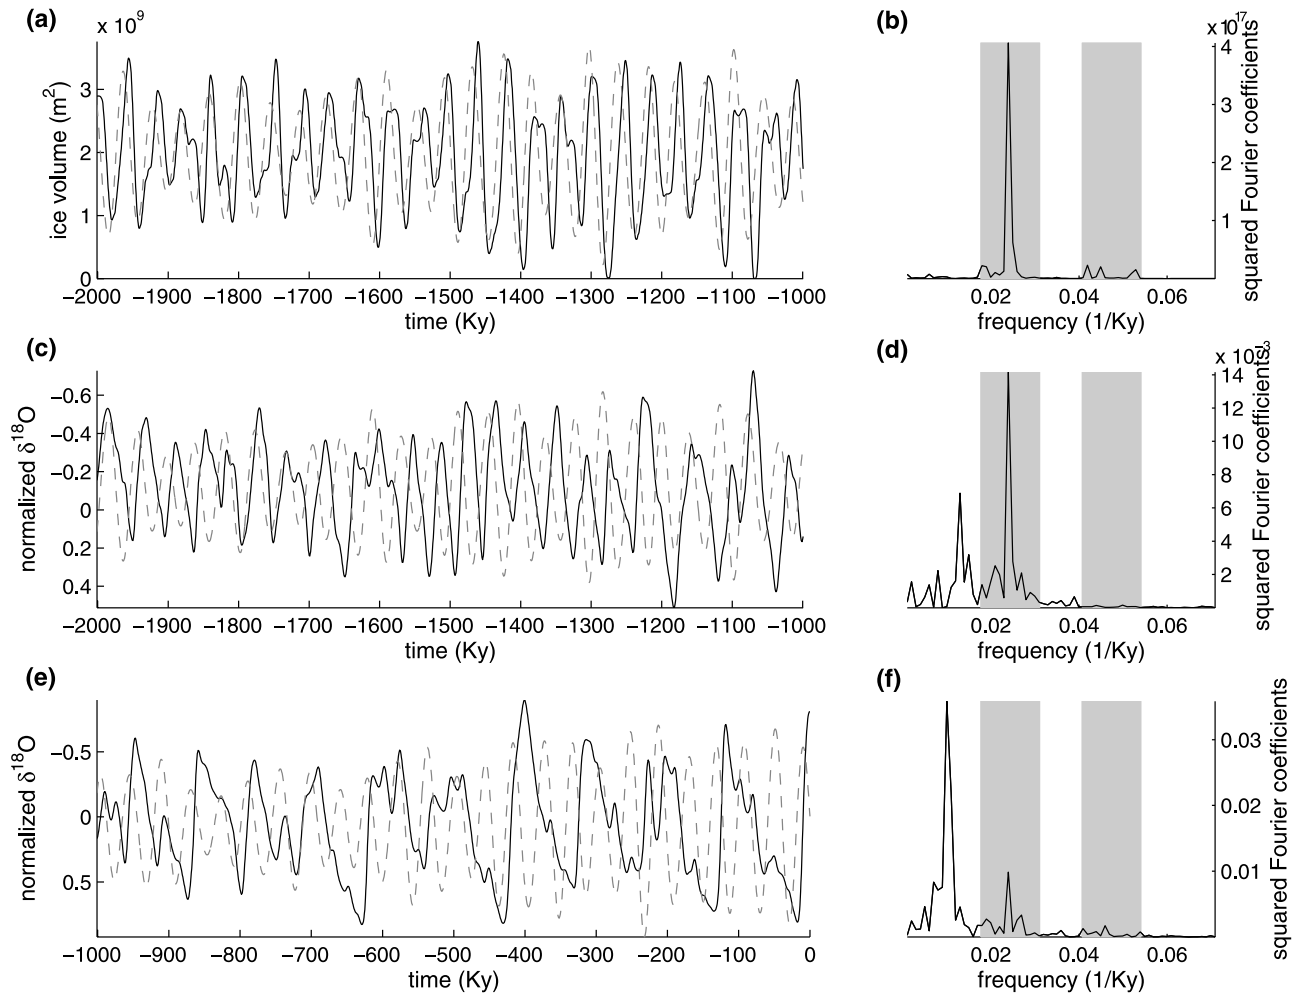 (a)
x 10⁹
ice volume (m²)
3
2
1
0
−2000 −1900 −1800 −1700 −1600 −1500 −1400 −1300 −1200 −1100 −1000
time (Ky)
(b)
x 10¹⁷
4
3
2
1
squared Fourier coefficients
0.02 0.04 0.06
frequency (1/Ky)
(c)
normalized δ¹⁸O
−0.6
−0.4
−0.2
0
0.2
0.4
−2000 −1900 −1800 −1700 −1600 −1500 −1400 −1300 −1200 −1100 −1000
time (Ky)
(d)
x 10⁻³
14
12
10
8
6
4
2
squared Fourier coefficients
0.02 0.04 0.06
frequency (1/Ky)
(e)
normalized δ¹⁸O
−0.5
0
0.5
−1000 −900 −800 −700 −600 −500 −400 −300 −200 −100 0
time (Ky)
(f)
0.03
0.02
0.01
squared Fourier coefficients
0.02 0.04 0.06
frequency (1/Ky)